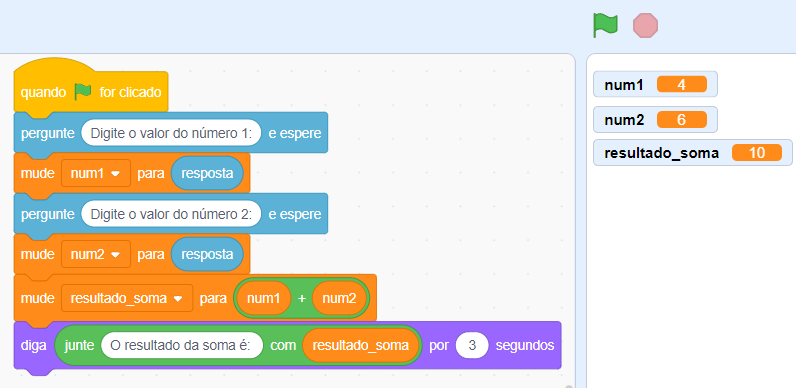 quando for clicado
pergunte Digite o valor do número 1: e espere
mude num1 para resposta
pergunte Digite o valor do número 2: e espere
mude num2 para resposta
mude resultado_soma para num1 + num2
diga junte O resultado da soma é: com resultado_soma por 3 segundos
num1 4
num2 6
resultado_soma 10